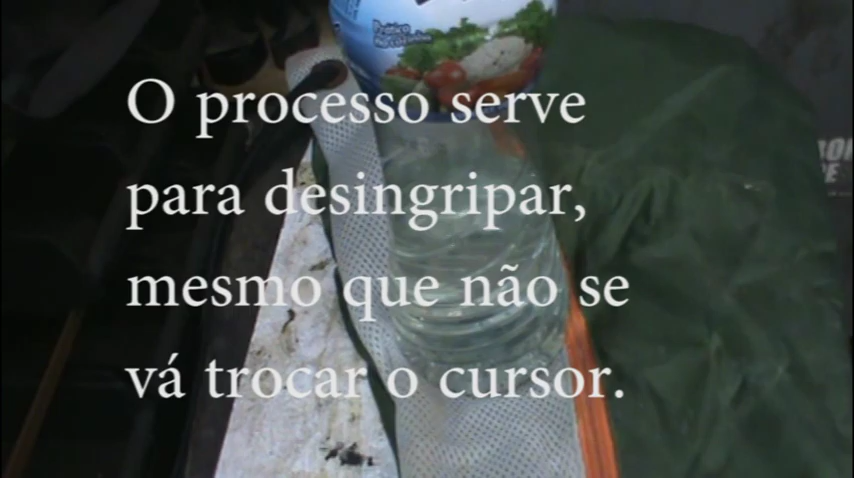 O processo serve
para desingripar,
mesmo que não se
vá trocar o cursor.